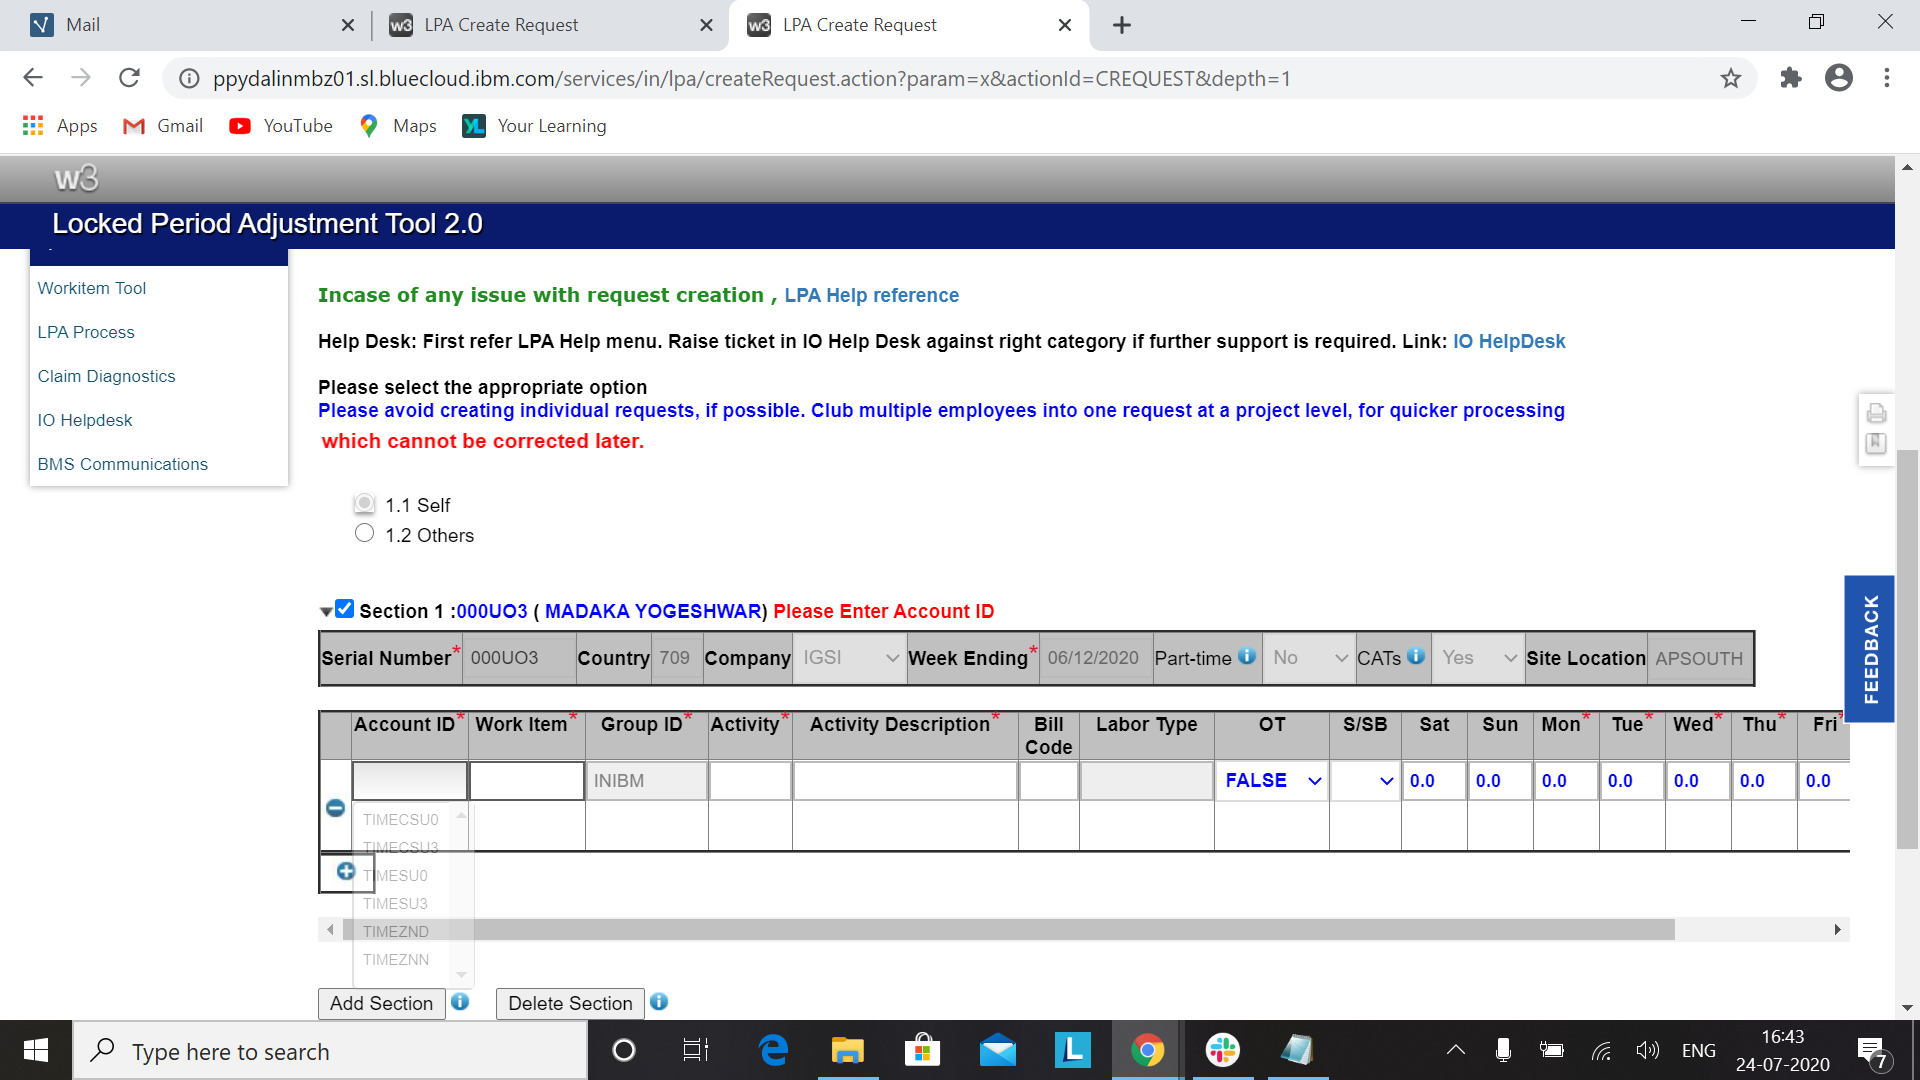 Mail
LPA Create Request
LPA Create Request
ppydalinmbz01.sl.bluecloud.ibm.com/services/in/lpa/createRequest.action?param=x&actionId=CREQUEST&depth=1
Apps
Gmail
YouTube
Maps
YL Your Learning
w3
Locked Period Adjustment Tool 2.0
Workitem Tool
LPA Process
Claim Diagnostics
IO Helpdesk
BMS Communications
Incase of any issue with request creation , LPA Help reference
Help Desk: First refer LPA Help menu. Raise ticket in IO Help Desk against right category if further support is required. Link: IO HelpDesk
Please select the appropriate option
Please avoid creating individual requests, if possible. Club multiple employees into one request at a project level, for quicker processing
which cannot be corrected later.
1.1 Self
1.2 Others
Section 1 :000UO3 ( MADAKA YOGESHWAR) Please Enter Account ID
Serial Number* 000UO3 Country 709 Company IGSI Week Ending* 06/12/2020 Part-time No CATs Yes Site Location APSOUTH
Account ID* Work Item* Group ID* Activity* Activity Description* Bill Code Labor Type OT S/SB Sat Sun Mon* Tue* Wed* Thu* Fri*
INIBM FALSE 0.0 0.0 0.0 0.0 0.0 0.0 0.0
TIMECSU0
TIMECSU3
TIMESU0
TIMESU3
TIMEZND
TIMEZNN
Add Section
Delete Section
FEEDBACK
Type here to search
ENG
16:43
24-07-2020
7